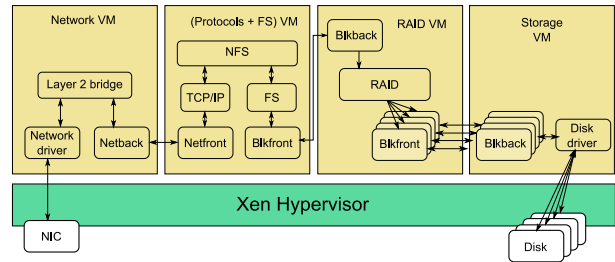 Network VM
(Protocols + FS) VM
RAID VM
Storage
VM
NFS
Blkback
Layer 2 bridge
TCP/IP
FS
RAID
Network
driver
Netback
Netfront
Blkfront
Blkfront
Blkback
Disk
driver
Xen Hypervisor
NIC
Disk